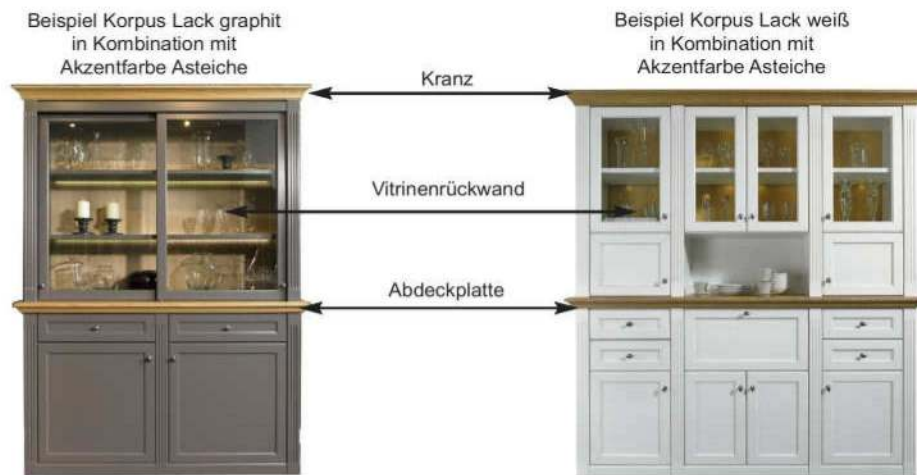 Beispiel Korpus Lack graphit
in Kombination mit
Akzentfarbe Asteiche
Beispiel Korpus Lack weiß
in Kombination mit
Akzentfarbe Asteiche
Kranz
Vitrinenrückwand
Abdeckplatte